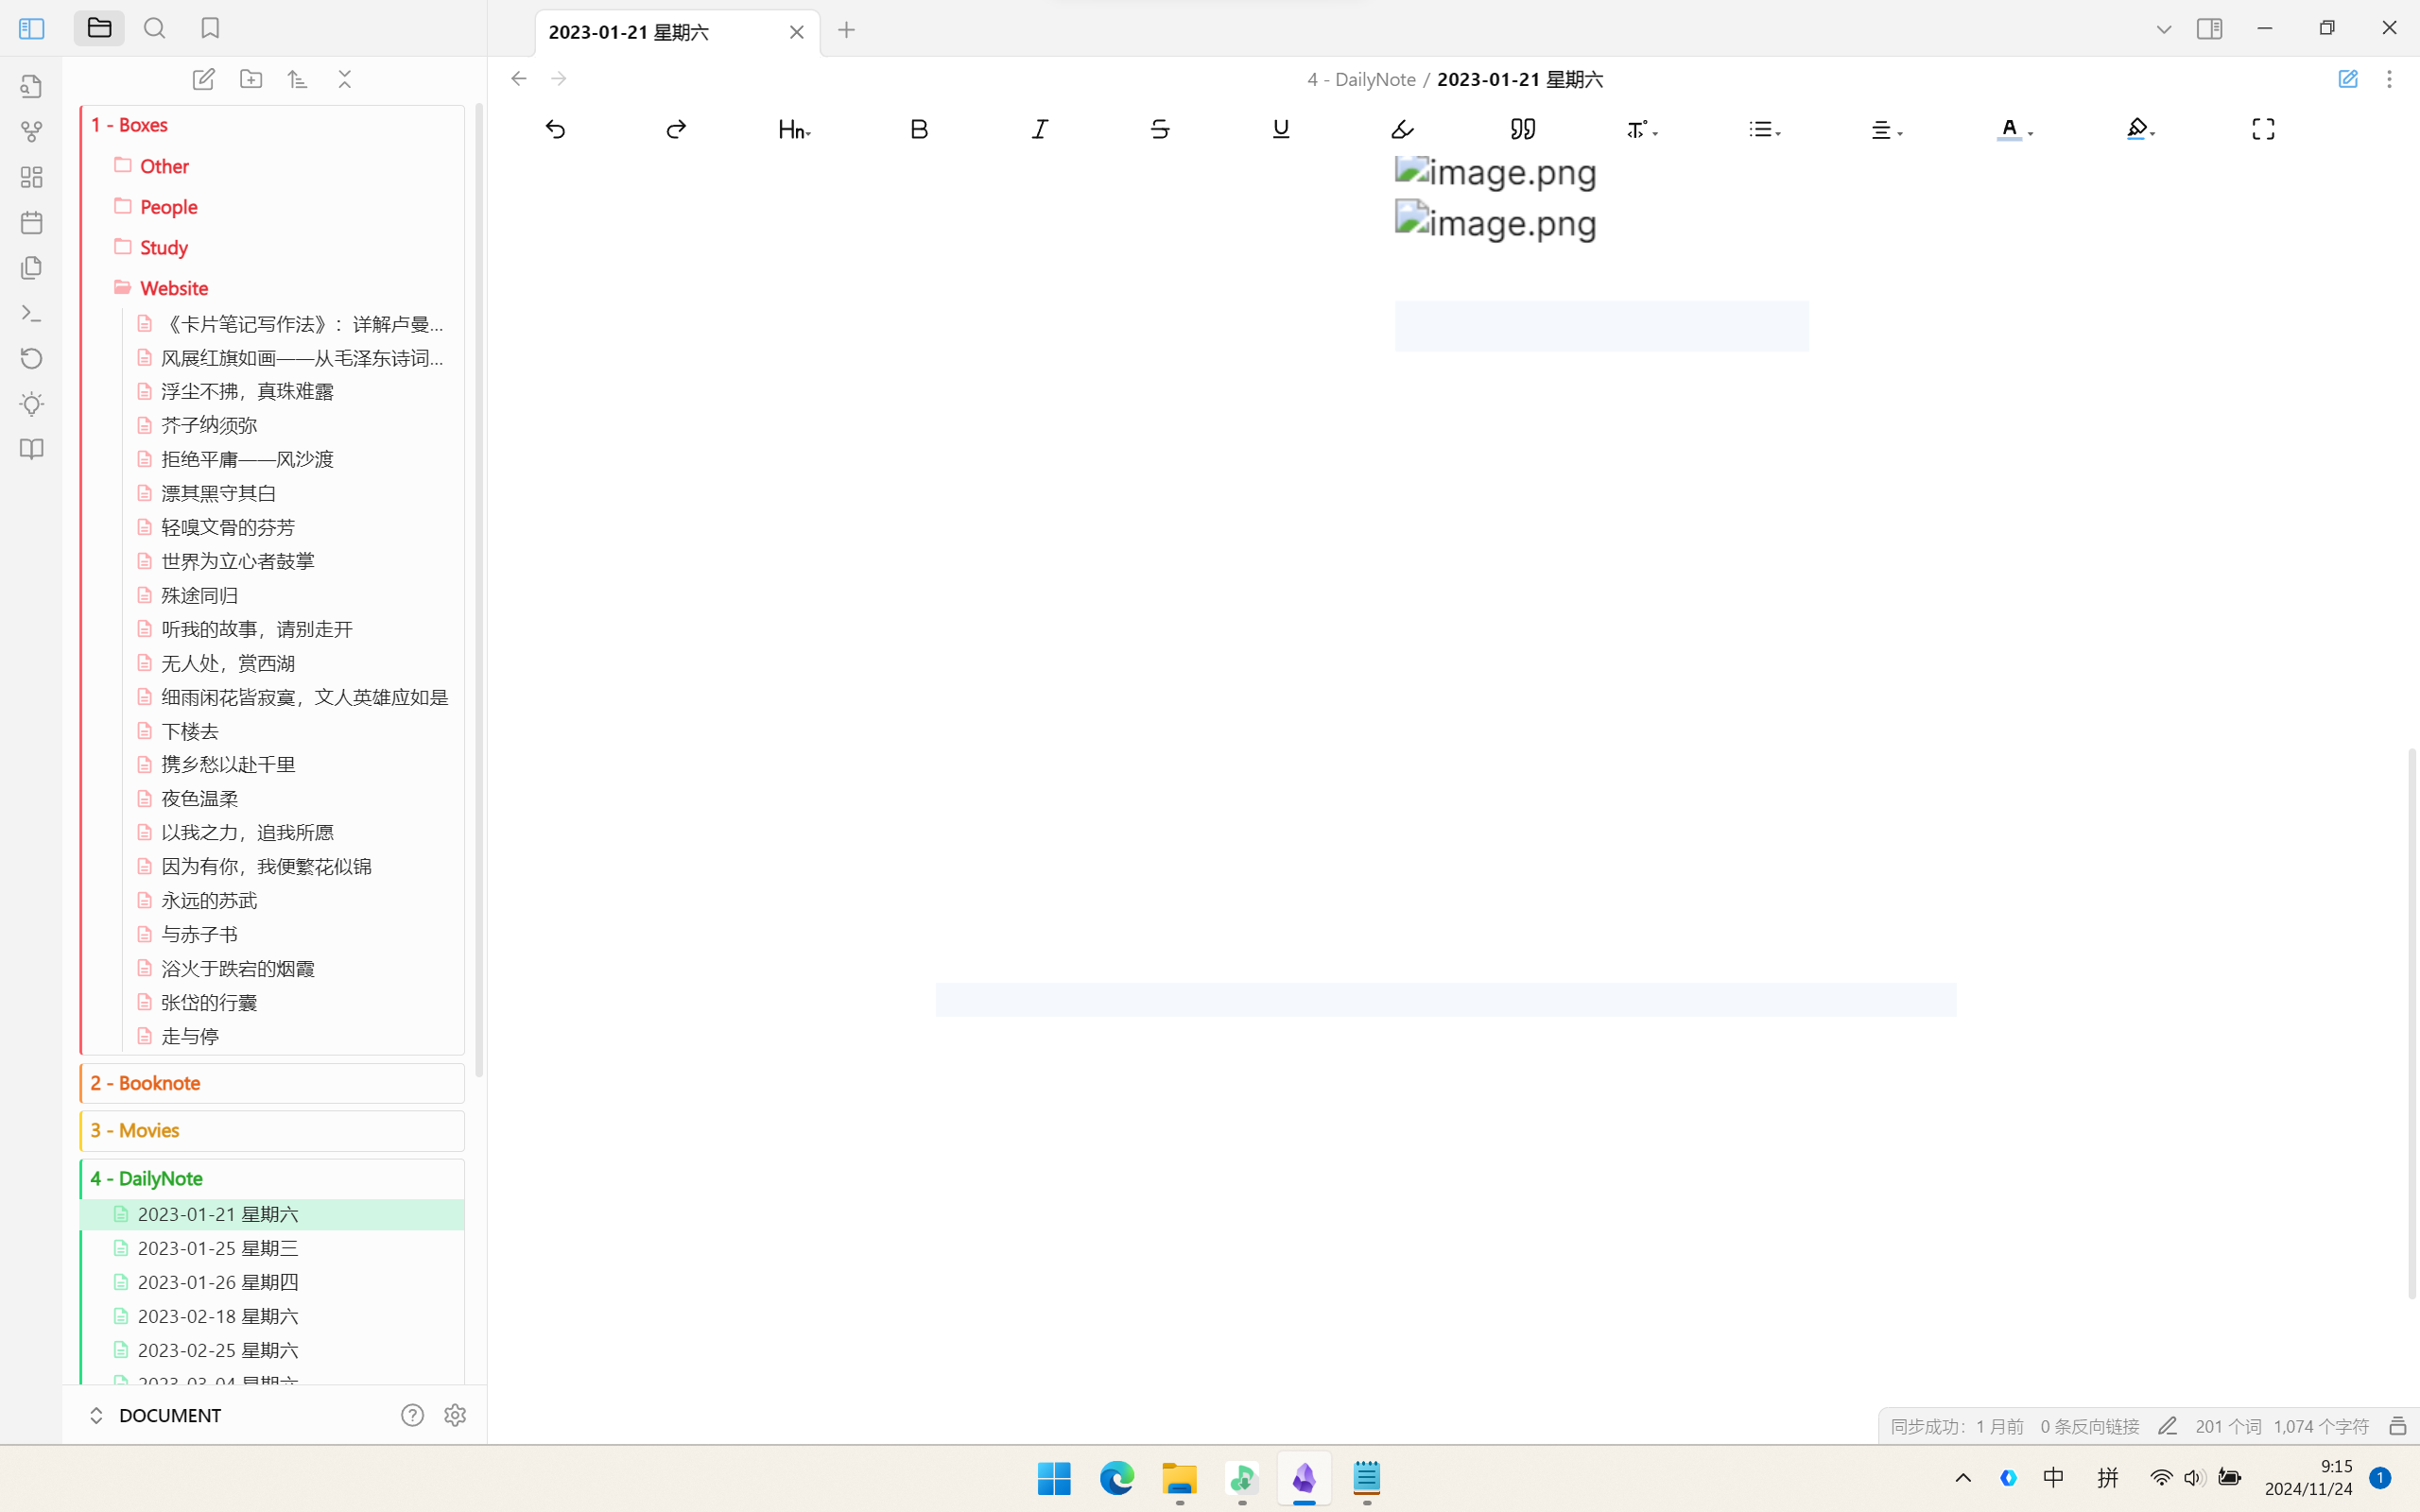 2023-01-21 星期六
4 - DailyNote / 2023-01-21 星期六
image.png
image.png
1 - Boxes
Other
People
Study
Website
《卡片笔记写作法》：详解卢曼...
风展红旗如画——从毛泽东诗词...
浮尘不拂，真珠难露
芥子纳须弥
拒绝平庸——风沙渡
漂其黑守其白
轻嗅文骨的芬芳
世界为立心者鼓掌
殊途同归
听我的故事，请别走开
无人处，赏西湖
细雨闲花皆寂寞，文人英雄应如是
下楼去
携乡愁以赴千里
夜色温柔
以我之力，追我所愿
因为有你，我便繁花似锦
永远的苏武
与赤子书
浴火于跌宕的烟霞
张岱的行囊
走与停
2 - Booknote
3 - Movies
4 - DailyNote
2023-01-21 星期六
2023-01-25 星期三
2023-01-26 星期四
2023-02-18 星期六
2023-02-25 星期六
2023-03-04 星期六
DOCUMENT
同步成功：1 月前 0 条反向链接 201 个词 1,074 个字符
中 拼 9:15
2024/11/24 1